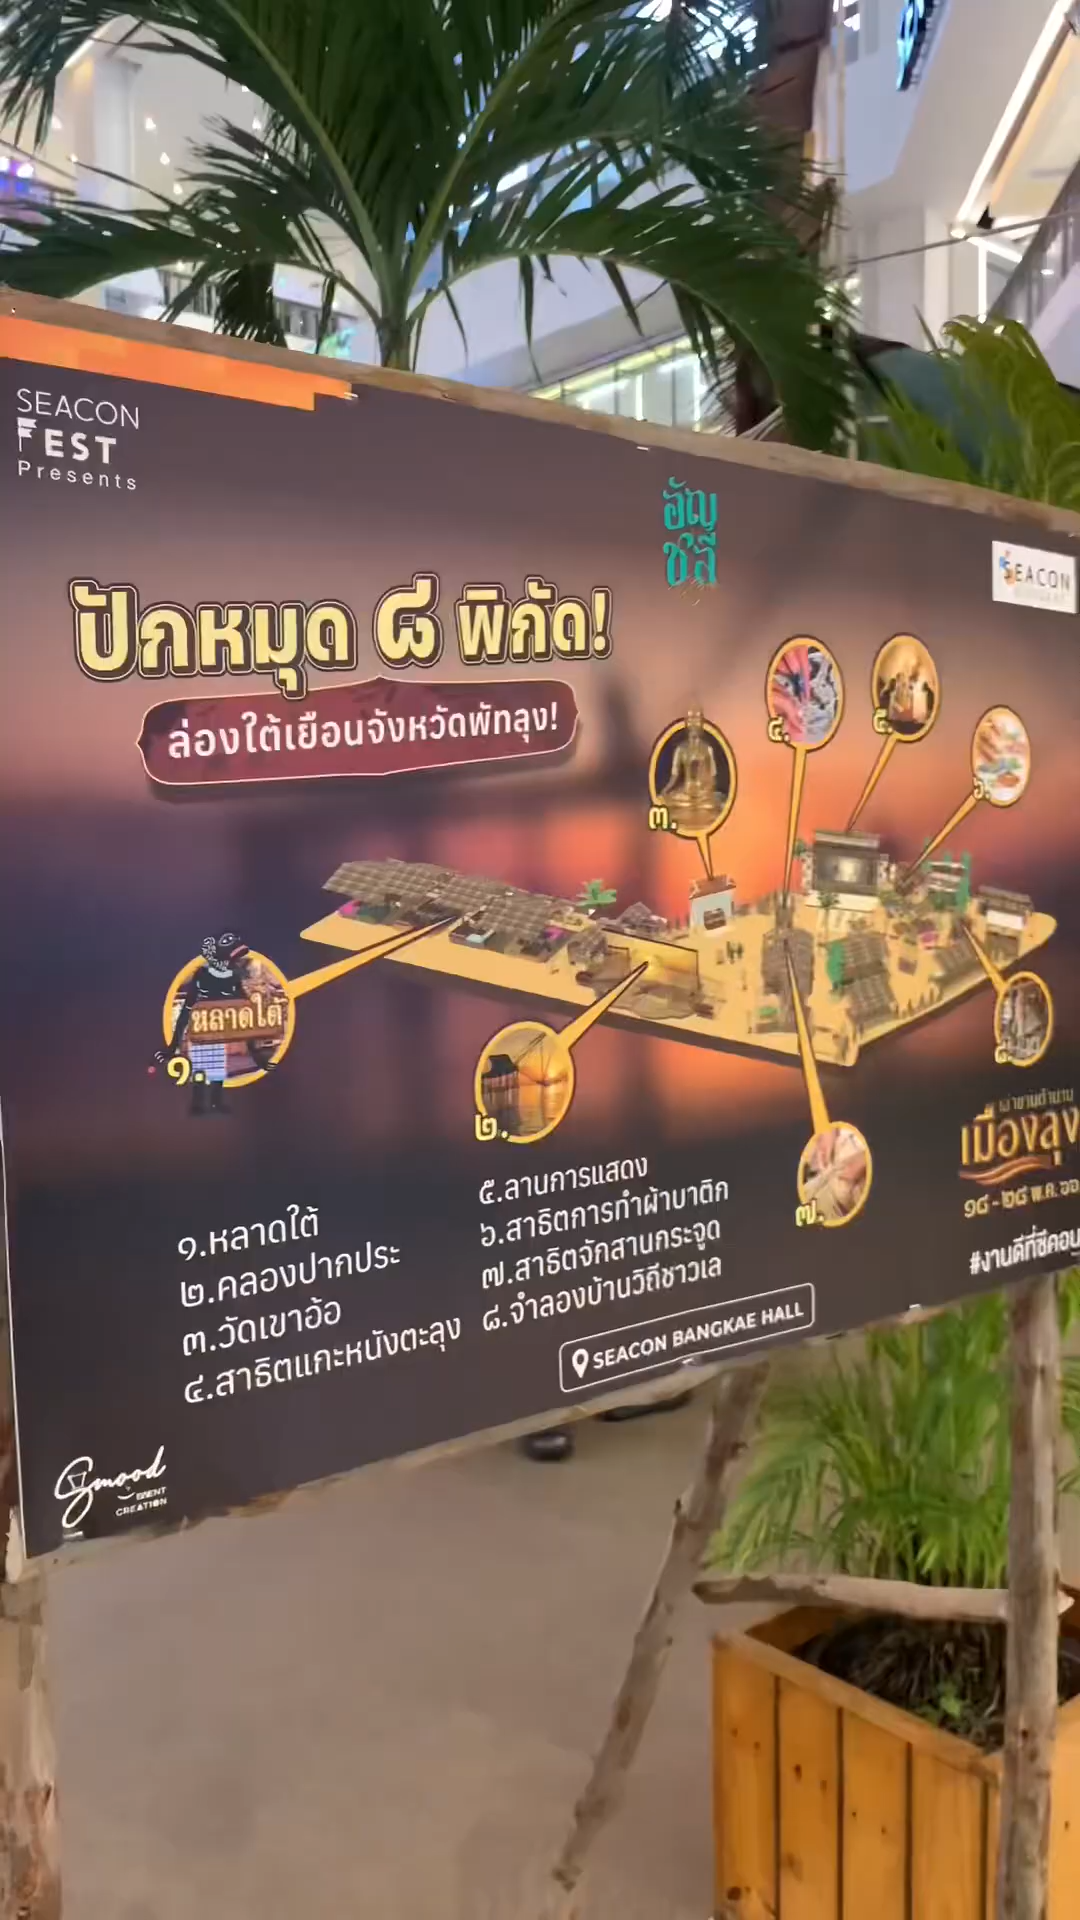 SEACON
FEST
Presents
อัญ
ชลี
SEACON
ปักหมุด ๘ พิกัด!
ล่องใต้เยือนจังหวัดพัทลุง!
๓.
๔.
๕.
๖.
หลาดใต้
๑.
๒.
๗.
๘.
เมืองลุง
#งานดีที่ซีคอน
๑.หลาดใต้
๒.คลองปากประ
๓.วัดเขาอ้อ
๔.สาธิตแกะหนังตะลุง
๕.ลานการแสดง
๖.สาธิตการทำผ้าบาติก
๗.สาธิตจักสานกระจูด
๘.จำลองบ้านวิถีชาวเล
SEACON BANGKAE HALL
Gmood
EVENT
CREATION